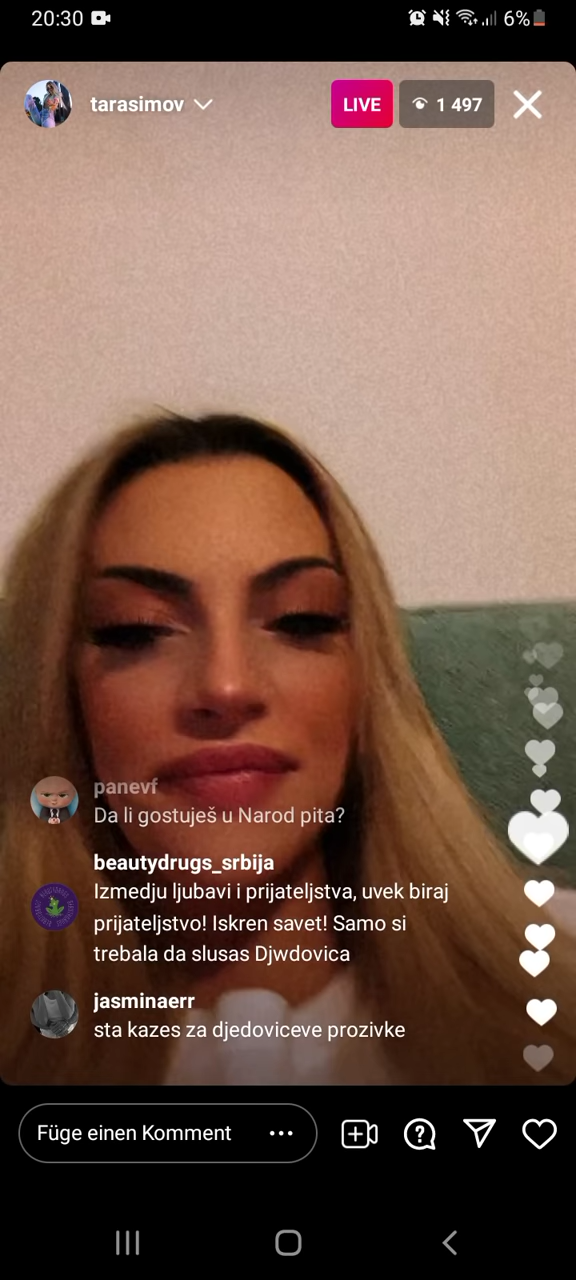 20:30 6%
tarasimov LIVE 1 497
panevf
Da li gostuješ u Narod pita?
beautydrugs_srbija
Izmedju ljubavi i prijateljstva, uvek biraj
prijateljstvo! Iskren savet! Samo si
trebala da slusas Djwdovica
jasminaerr
sta kazes za djedoviceve prozivke
Füge einen Komment ...